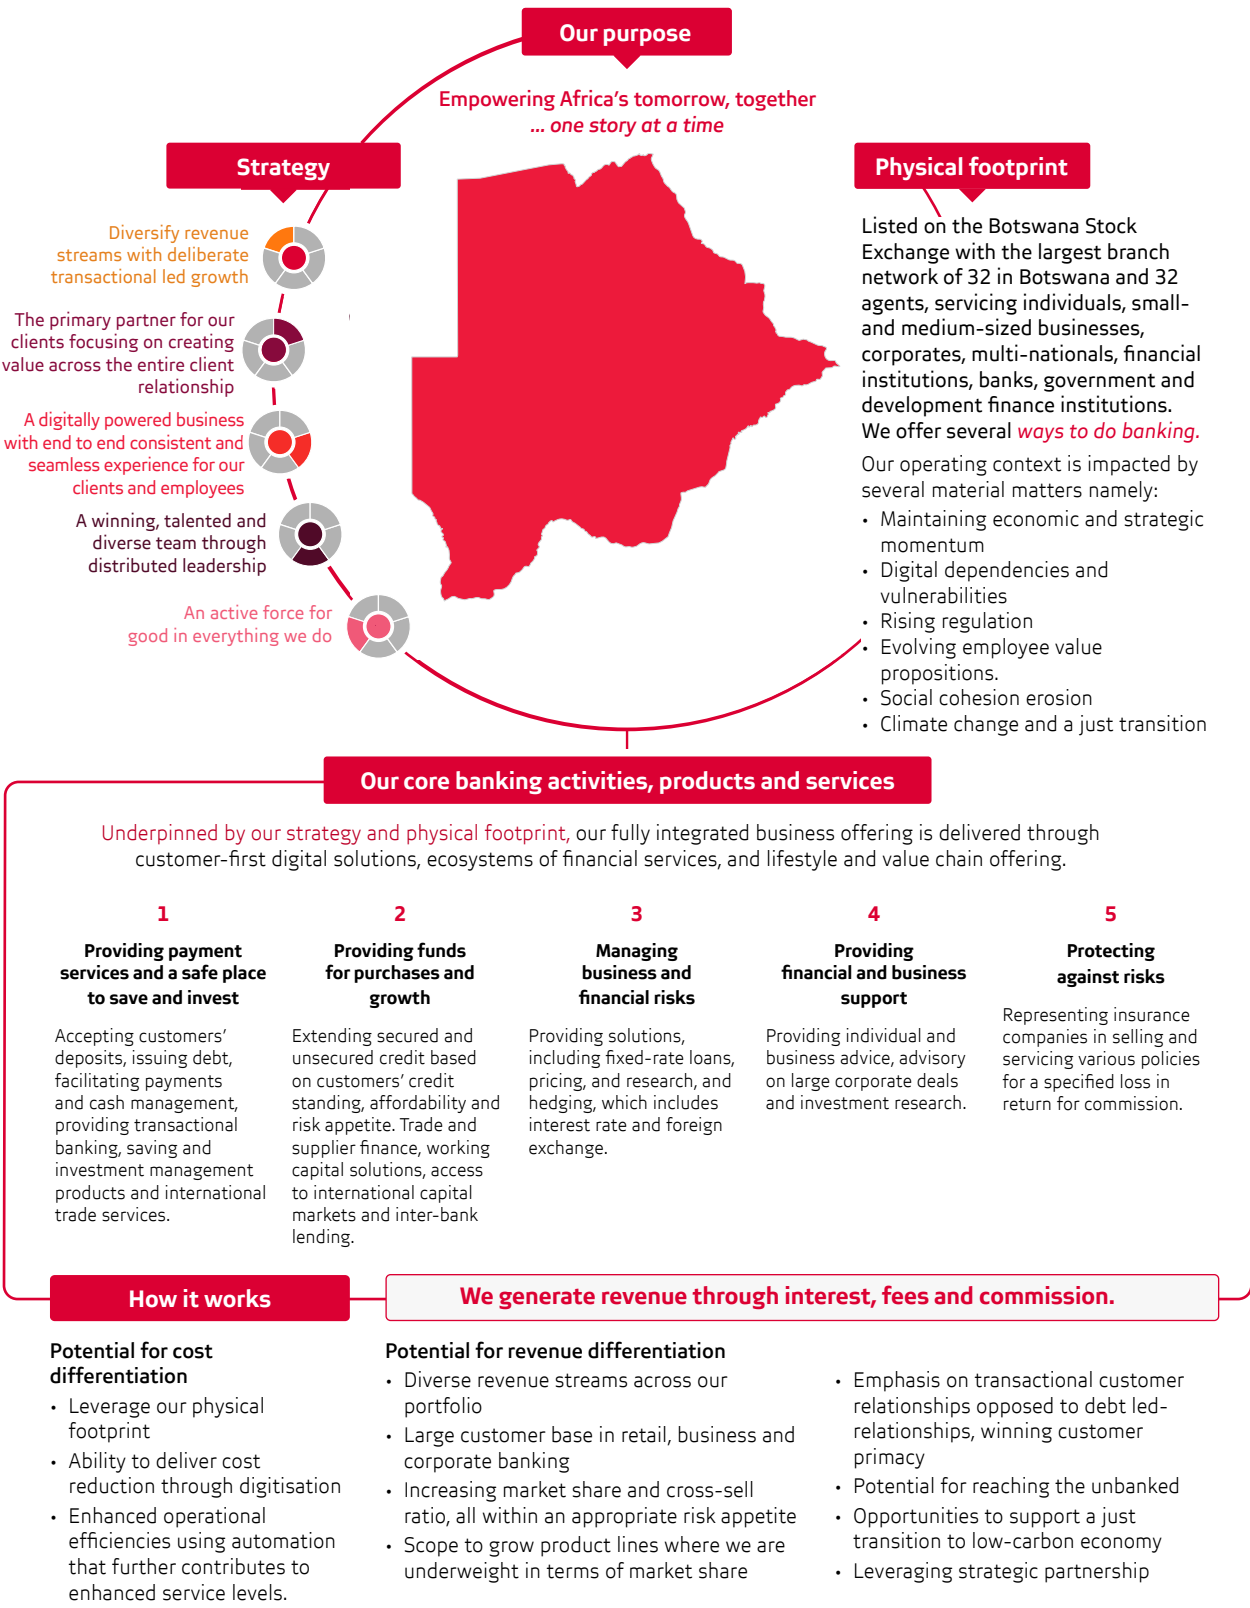 Our purpose
Empowering Africa's tomorrow, together
... one story at a time
Strategy
Diversify revenue
streams with deliberate
transactional led growth
The primary partner for our
clients focusing on creating
value across the entire client
relationship
A digitally powered business
with end to end consistent and
seamless experience for our
clients and employees
A winning, talented and
diverse team through
distributed leadership
An active force for
good in everything we do
Physical footprint
Listed on the Botswana Stock
Exchange with the largest branch
network of 32 in Botswana and 32
agents, servicing individuals, small-
and medium-sized businesses,
corporates, multi-nationals, financial
institutions, banks, government and
development finance institutions.
We offer several ways to do banking.
Our operating context is impacted by
several material matters namely:
• Maintaining economic and strategic
momentum
• Digital dependencies and
vulnerabilities
• Rising regulation
• Evolving employee value
propositions.
• Social cohesion erosion
• Climate change and a just transition
Our core banking activities, products and services
Underpinned by our strategy and physical footprint, our fully integrated business offering is delivered through
customer-first digital solutions, ecosystems of financial services, and lifestyle and value chain offering.
1
Providing payment
services and a safe place
to save and invest
Accepting customers'
deposits, issuing debt,
facilitating payments
and cash management,
providing transactional
banking, saving and
investment management
products and international
trade services.
2
Providing funds
for purchases and
growth
Extending secured and
unsecured credit based
on customers' credit
standing, affordability and
risk appetite. Trade and
supplier finance, working
capital solutions, access
to international capital
markets and inter-bank
lending.
3
Managing
business and
financial risks
Providing solutions,
including fixed-rate loans,
pricing, and research, and
hedging, which includes
interest rate and foreign
exchange.
4
Providing
financial and business
support
Providing individual and
business advice, advisory
on large corporate deals
and investment research.
5
Protecting
against risks
Representing insurance
companies in selling and
servicing various policies
for a specified loss in
return for commission.
How it works
We generate revenue through interest, fees and commission.
Potential for cost
differentiation
• Leverage our physical
footprint
• Ability to deliver cost
reduction through digitisation
• Enhanced operational
efficiencies using automation
that further contributes to
enhanced service levels.
Potential for revenue differentiation
• Diverse revenue streams across our
portfolio
• Large customer base in retail, business and
corporate banking
• Increasing market share and cross-sell
ratio, all within an appropriate risk appetite
• Scope to grow product lines where we are
underweight in terms of market share
• Emphasis on transactional customer
relationships opposed to debt led-
relationships, winning customer
primacy
• Potential for reaching the unbanked
• Opportunities to support a just
transition to low-carbon economy
• Leveraging strategic partnership